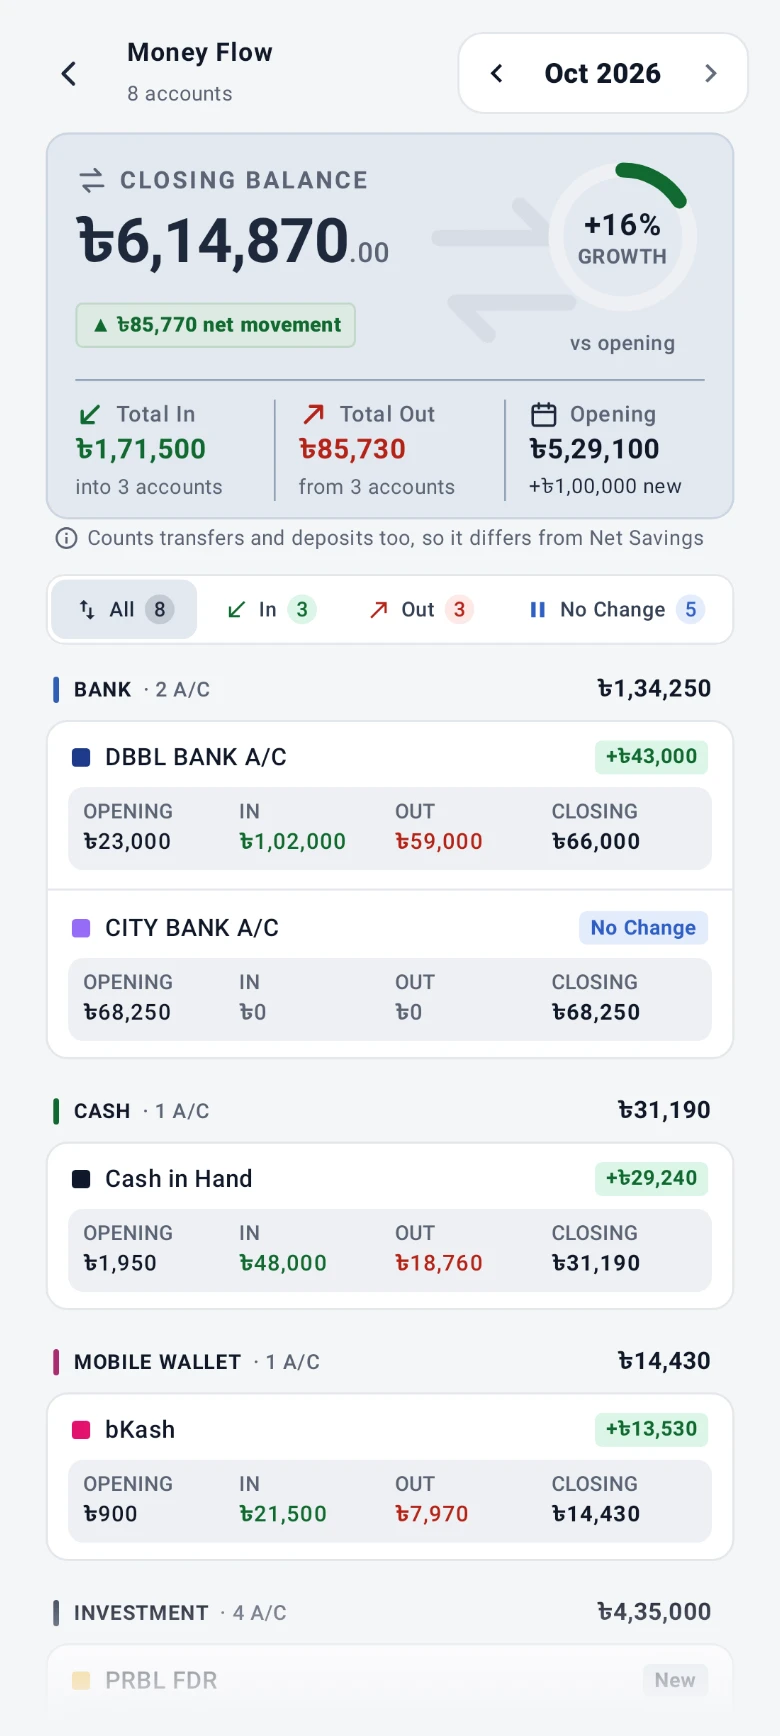 Money Flow
8 accounts
Oct 2026
CLOSING BALANCE
৳6,14,870.00
▲ ৳85,770 net movement
+16%
GROWTH
vs opening
Total In
৳1,71,500
into 3 accounts
Total Out
৳85,730
from 3 accounts
Opening
৳5,29,100
+৳1,00,000 new
Counts transfers and deposits too, so it differs from Net Savings
All 8 In 3 Out 3 No Change 5
BANK · 2 A/C ৳1,34,250
DBBL BANK A/C +৳43,000
OPENING IN OUT CLOSING
৳23,000 ৳1,02,000 ৳59,000 ৳66,000
CITY BANK A/C No Change
OPENING IN OUT CLOSING
৳68,250 ৳0 ৳0 ৳68,250
CASH · 1 A/C ৳31,190
Cash in Hand +৳29,240
OPENING IN OUT CLOSING
৳1,950 ৳48,000 ৳18,760 ৳31,190
MOBILE WALLET · 1 A/C ৳14,430
bKash +৳13,530
OPENING IN OUT CLOSING
৳900 ৳21,500 ৳7,970 ৳14,430
INVESTMENT · 4 A/C ৳4,35,000
PRBL FDR New